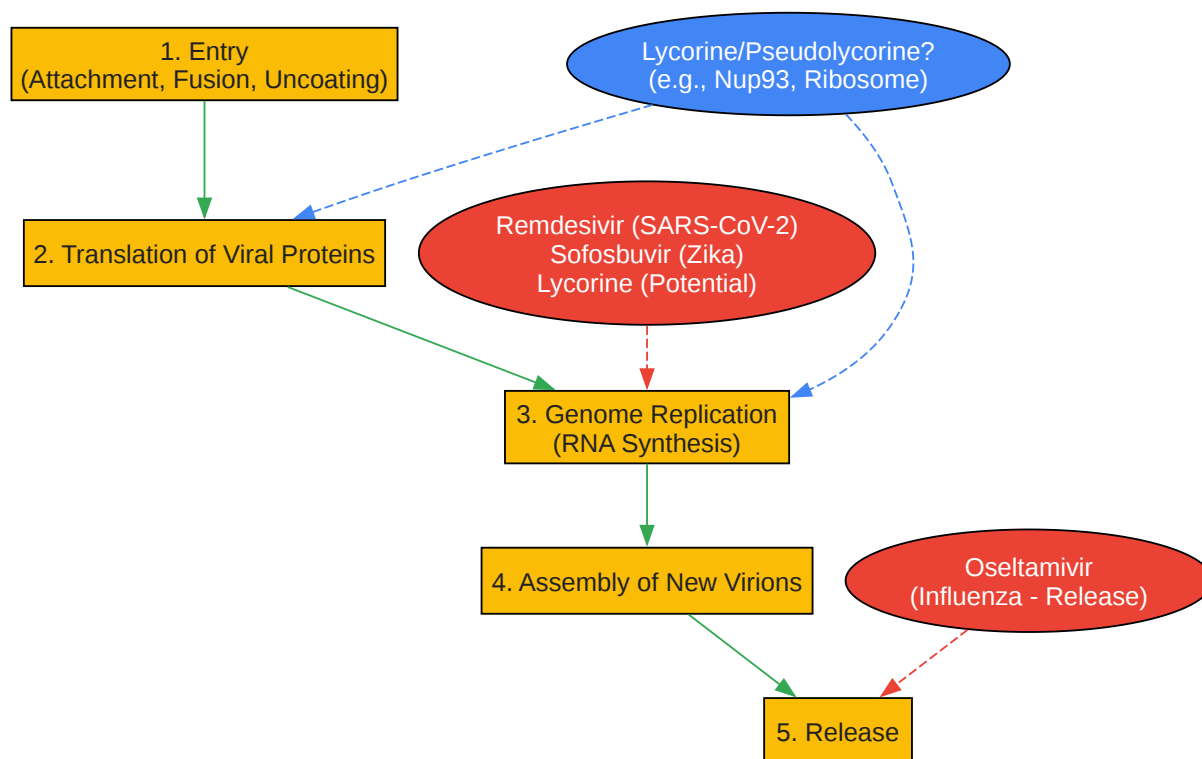 1. Entry
(Attachment, Fusion, Uncoating)
Lycorine/Pseudolycorine?
(e.g., Nup93, Ribosome)
2. Translation of Viral Proteins
Remdesivir (SARS-CoV-2)
Sofosbuvir (Zika)
Lycorine (Potential)
3. Genome Replication
(RNA Synthesis)
4. Assembly of New Virions
Oseltamivir
(Influenza - Release)
5. Release